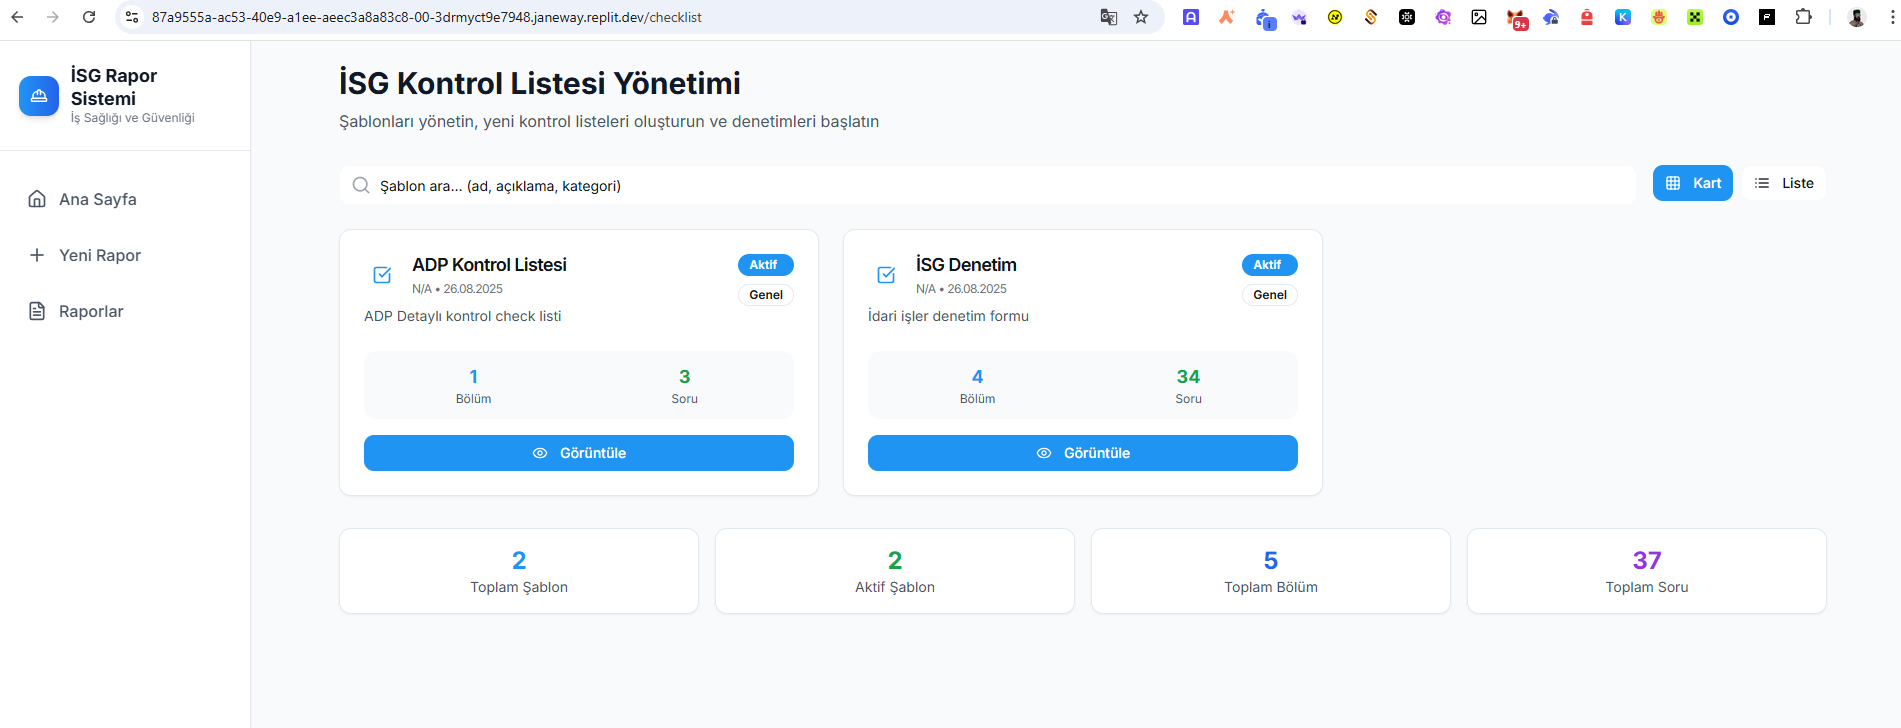 87a9555a-ac53-40e9-a1ee-aeec3a8a83c8-00-3drmyct9e7948.janeway.replit.dev/checklist
9+
İSG Rapor
Sistemi
İş Sağlığı ve Güvenliği
Ana Sayfa
Yeni Rapor
Raporlar
İSG Kontrol Listesi Yönetimi
Şablonları yönetin, yeni kontrol listeleri oluşturun ve denetimleri başlatın
Şablon ara... (ad, açıklama, kategori)
Kart
Liste
ADP Kontrol Listesi
Aktif
N/A • 26.08.2025
Genel
ADP Detaylı kontrol check listi
1
Bölüm
3
Soru
Görüntüle
İSG Denetim
Aktif
N/A • 26.08.2025
Genel
İdari işler denetim formu
4
Bölüm
34
Soru
Görüntüle
2
Toplam Şablon
2
Aktif Şablon
5
Toplam Bölüm
37
Toplam Soru